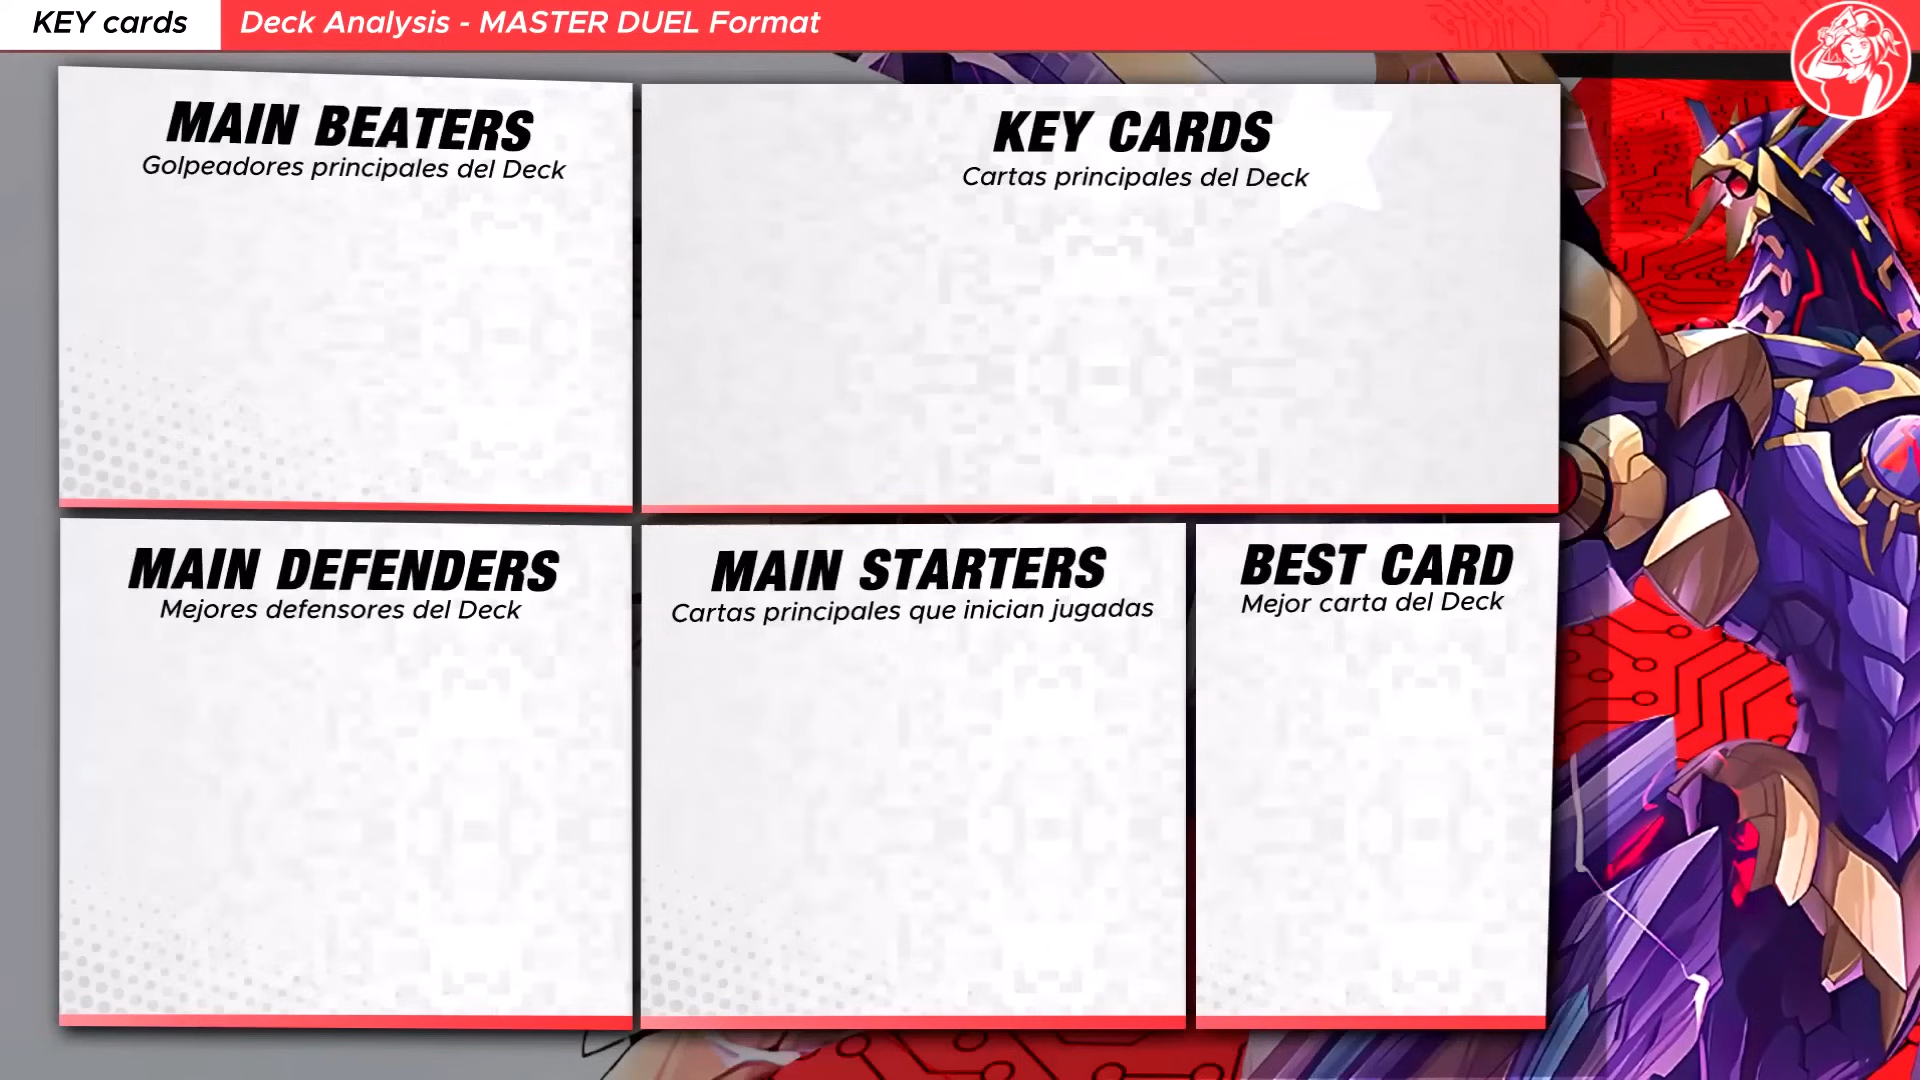 KEY cards
Deck Analysis - MASTER DUEL Format
MAIN BEATERS
Golpeadores principales del Deck
KEY CARDS
Cartas principales del Deck
MAIN DEFENDERS
Mejores defensores del Deck
MAIN STARTERS
Cartas principales que inician jugadas
BEST CARD
Mejor carta del Deck